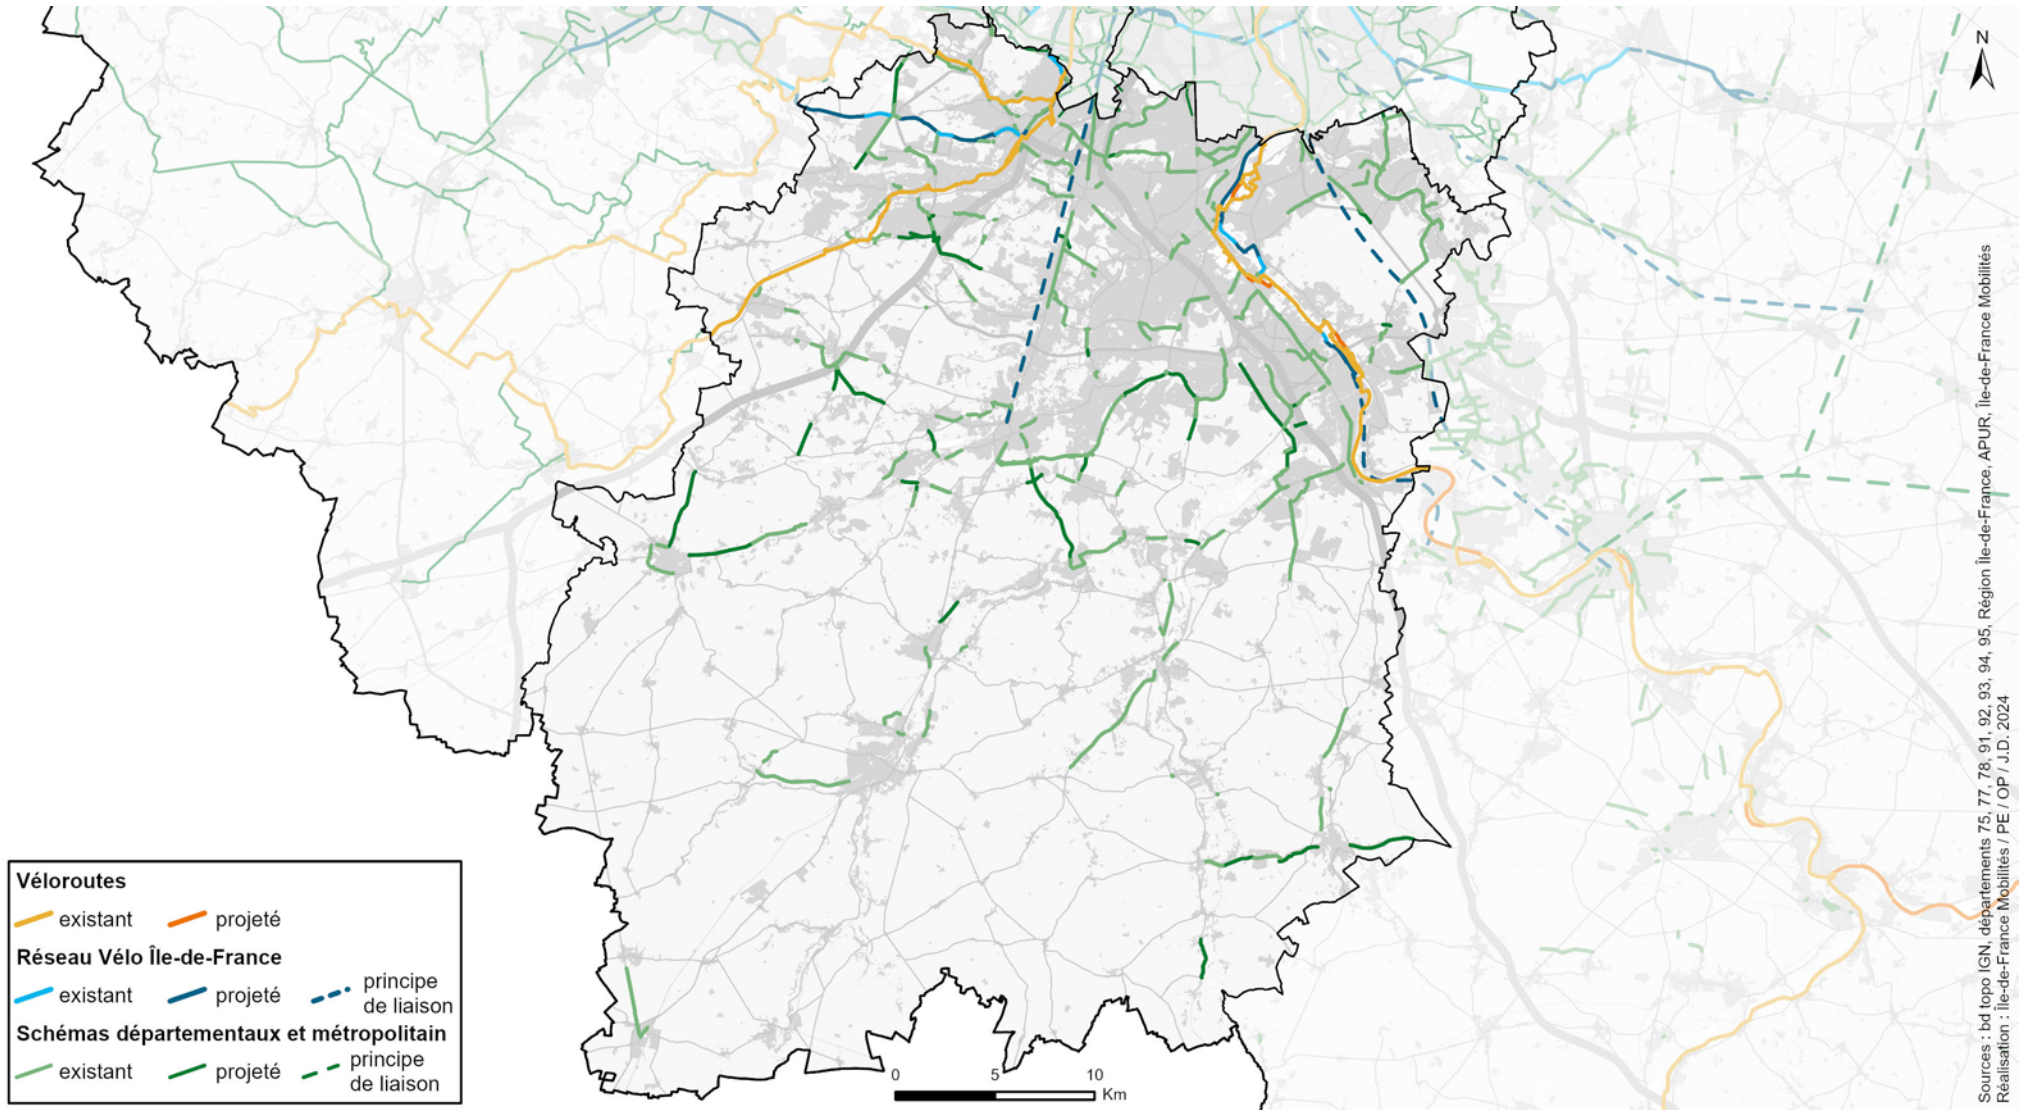 N
Véloroutes
existant projeté
Réseau Vélo Île-de-France
existant projeté principe
de liaison
Schémas départementaux et métropolitain
existant projeté principe
de liaison
0 5 10
Km
Sources : bd topo IGN, départements 75, 77, 78, 91, 92, 93, 94, 95, Région Île-de-France, APUR, Île-de-France Mobilités
Réalisation : Île-de-France Mobilités / PE / OP / J.D. 2024